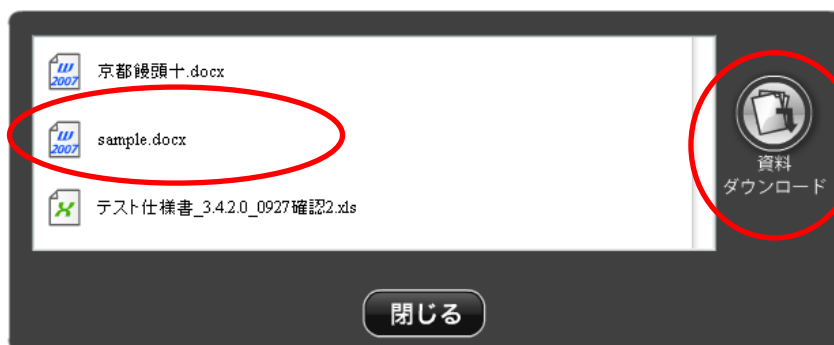 W
2007
京都饅頭十.docx
W
2007
sample.docx
X
テスト仕様書_3.4.2.0_0927確認2.xls
資料
ダウンロード
閉じる